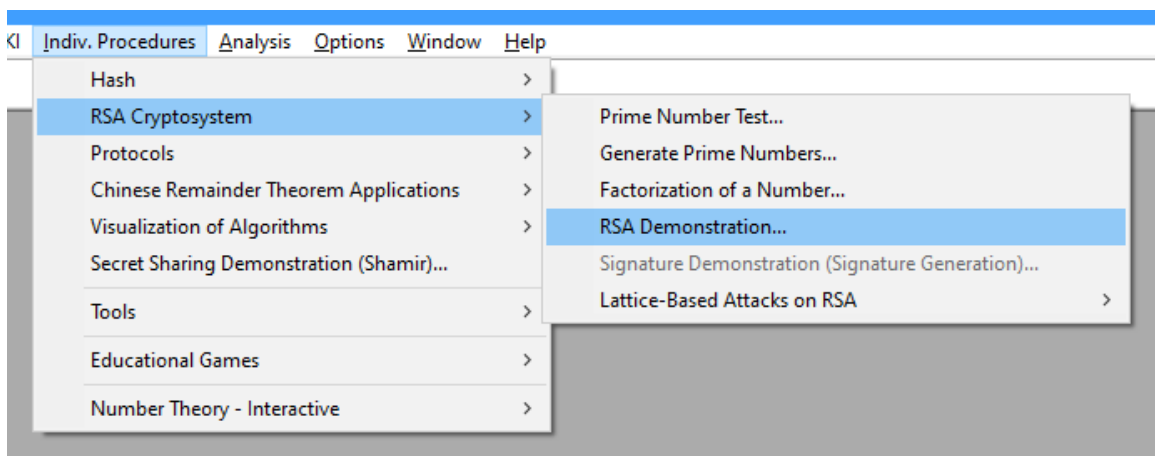 KI Indiv. Procedures Analysis Options Window Help
Hash
RSA Cryptosystem
Protocols
Chinese Remainder Theorem Applications
Visualization of Algorithms
Secret Sharing Demonstration (Shamir)...
Tools
Educational Games
Number Theory - Interactive
Prime Number Test...
Generate Prime Numbers...
Factorization of a Number...
RSA Demonstration...
Signature Demonstration (Signature Generation)...
Lattice-Based Attacks on RSA